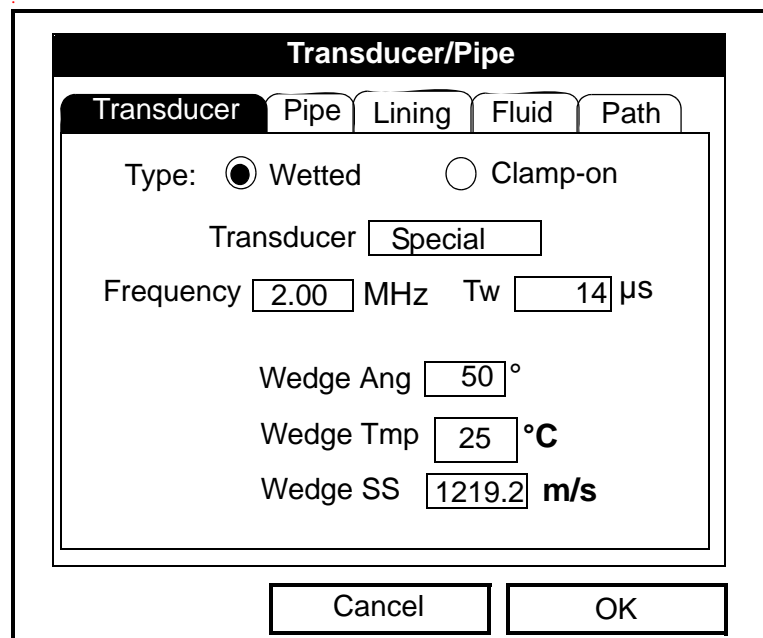 Transducer/Pipe
Transducer Pipe Lining Fluid Path
Type: Wetted Clamp-on
Transducer Special
Frequency 2.00 MHz Tw 14 µs
Wedge Ang 50 °
Wedge Tmp 25 °C
Wedge SS 1219.2 m/s
Cancel OK